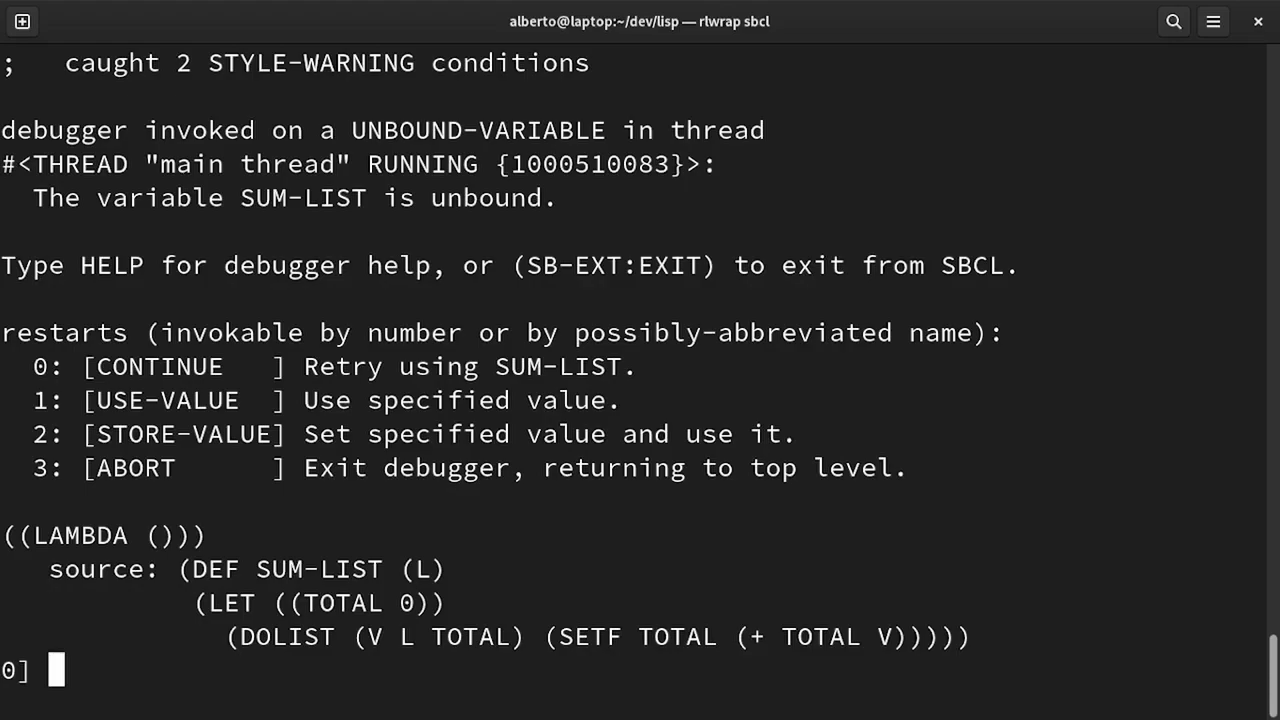 alberto@laptop:~/dev/lisp — rlwrap sbcl
;   caught 2 STYLE-WARNING conditions
debugger invoked on a UNBOUND-VARIABLE in thread
#<THREAD "main thread" RUNNING {1000510083}>:
  The variable SUM-LIST is unbound.
Type HELP for debugger help, or (SB-EXT:EXIT) to exit from SBCL.
restarts (invokable by number or by possibly-abbreviated name):
  0: [CONTINUE   ] Retry using SUM-LIST.
  1: [USE-VALUE  ] Use specified value.
  2: [STORE-VALUE] Set specified value and use it.
  3: [ABORT      ] Exit debugger, returning to top level.
((LAMBDA ()))
   source: (DEF SUM-LIST (L)
            (LET ((TOTAL 0))
              (DOLIST (V L TOTAL) (SETF TOTAL (+ TOTAL V)))))
0]